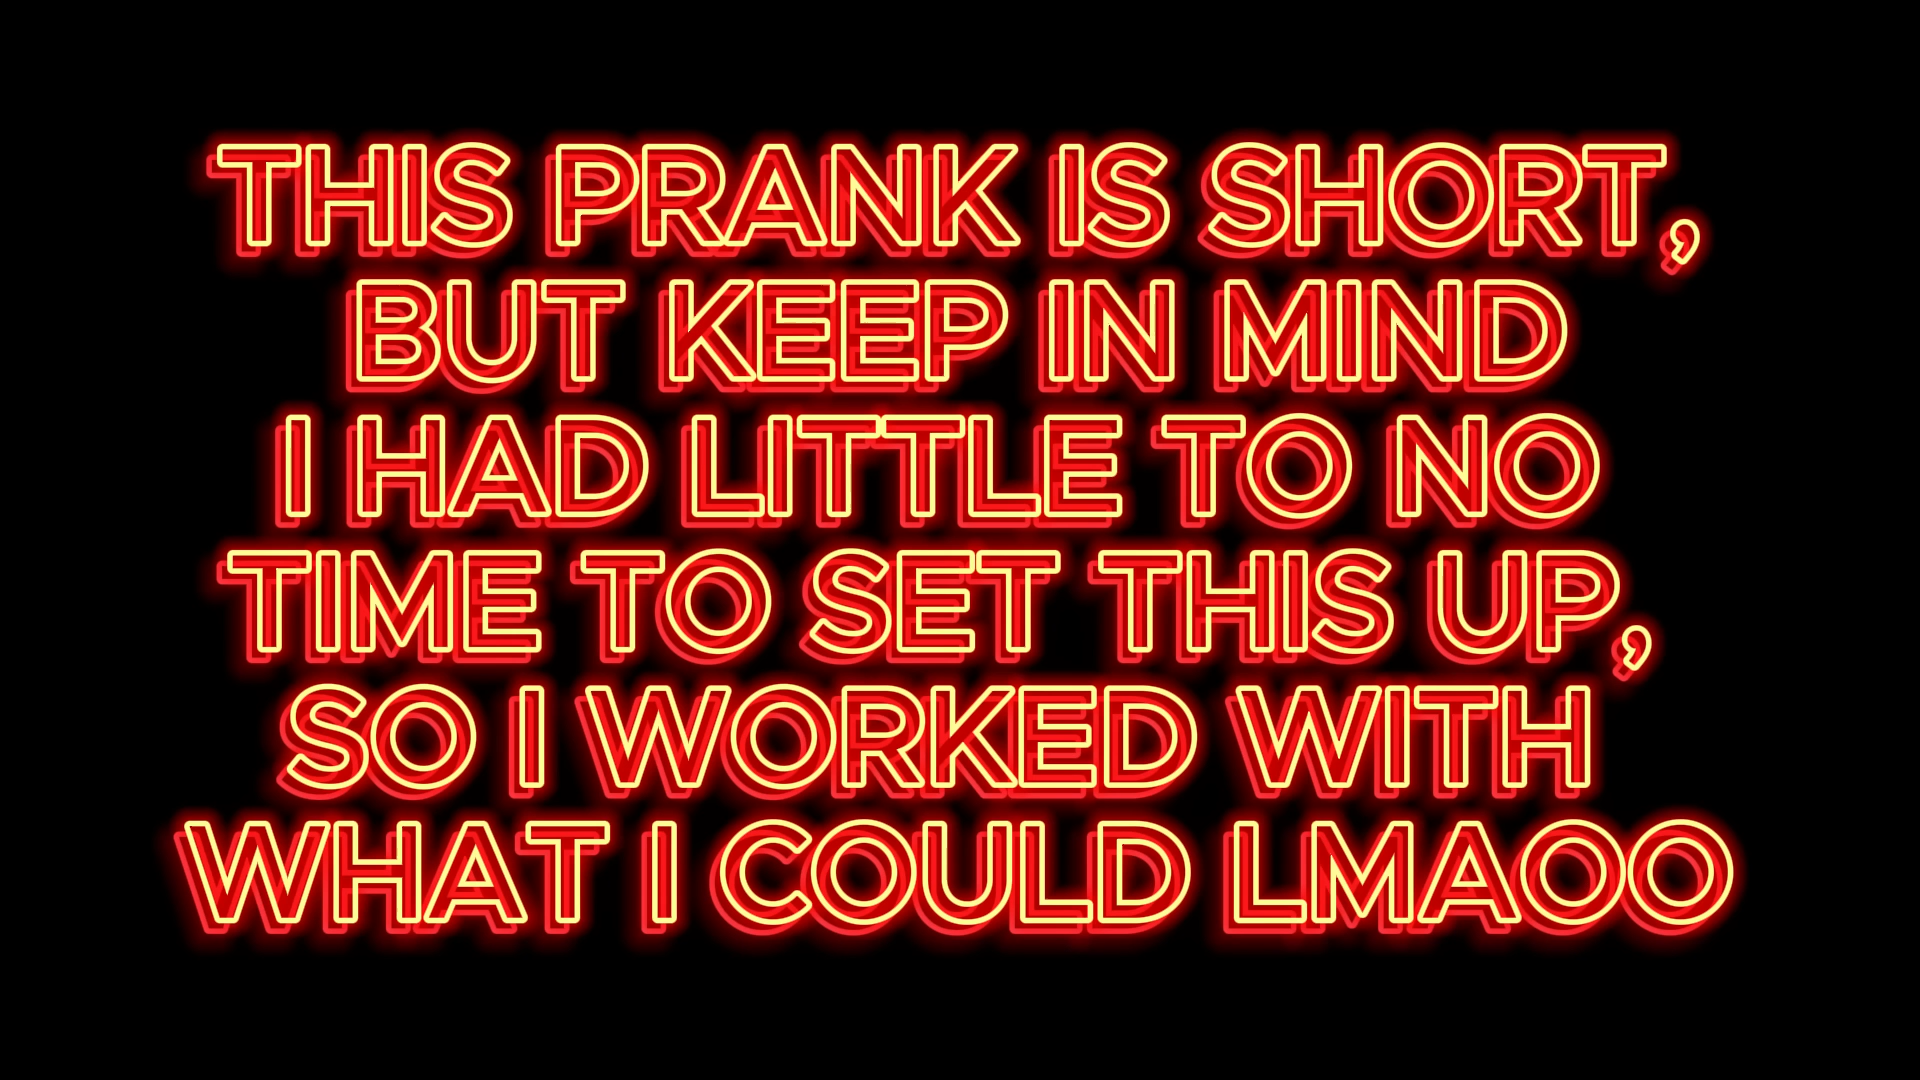 THIS PRANK IS SHORT,
BUT KEEP IN MIND
I HAD LITTLE TO NO
TIME TO SET THIS UP,
SO I WORKED WITH
WHAT I COULD LMAOO